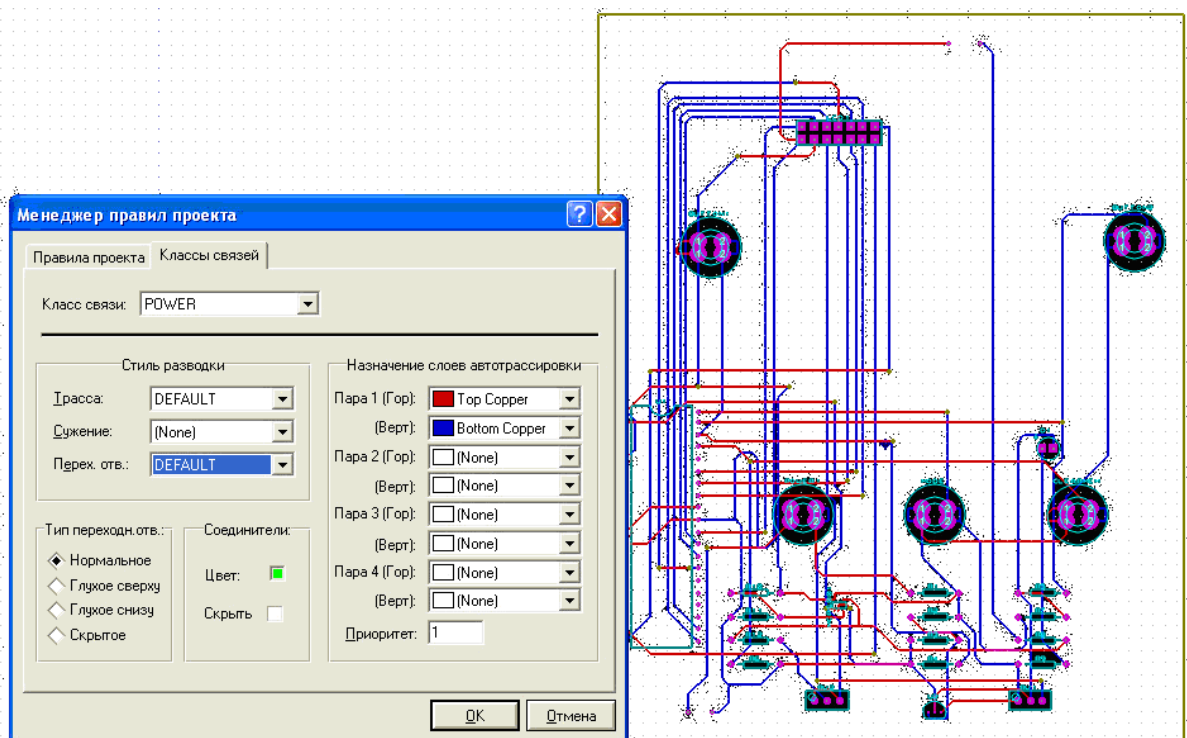 Менеджер правил проекта
Правила проекта
Классы связей
Класс связи: POWER
Стиль разводки
Трасса: DEFAULT
Сужение: (None)
Перех. отв.: DEFAULT
Назначение слоев автотрассировки
Пара 1 (Гор): Top Copper
(Верт): Bottom Copper
Пара 2 (Гор): (None)
(Верт): (None)
Пара 3 (Гор): (None)
(Верт): (None)
Пара 4 (Гор): (None)
(Верт): (None)
Приоритет: 1
Тип переходн.отв.:
Нормальное
Глухое сверху
Глухое снизу
Скрытое
Соединители:
Цвет:
Скрыть
OK
Отмена